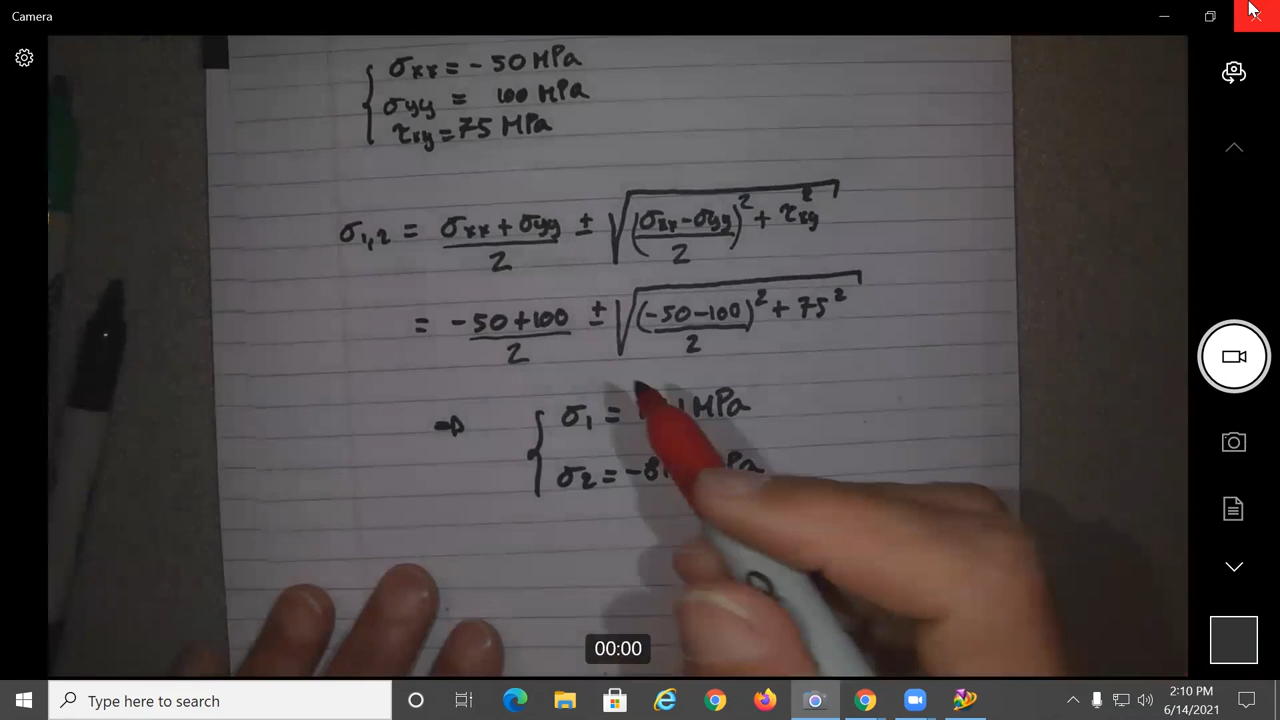 Camera
σxx = - 50 MPa
σyy = 100 MPa
τxy = 75 MPa
σ1,2 = (σxx + σyy)/2 ± √(((σxx - σyy)/2)² + τxy²)
= (-50+100)/2 ± √(((-50-100)/2)² + 75²)
⇒ σ1 = MPa
σ2 = -81
00:00
Type here to search
2:10 PM
6/14/2021